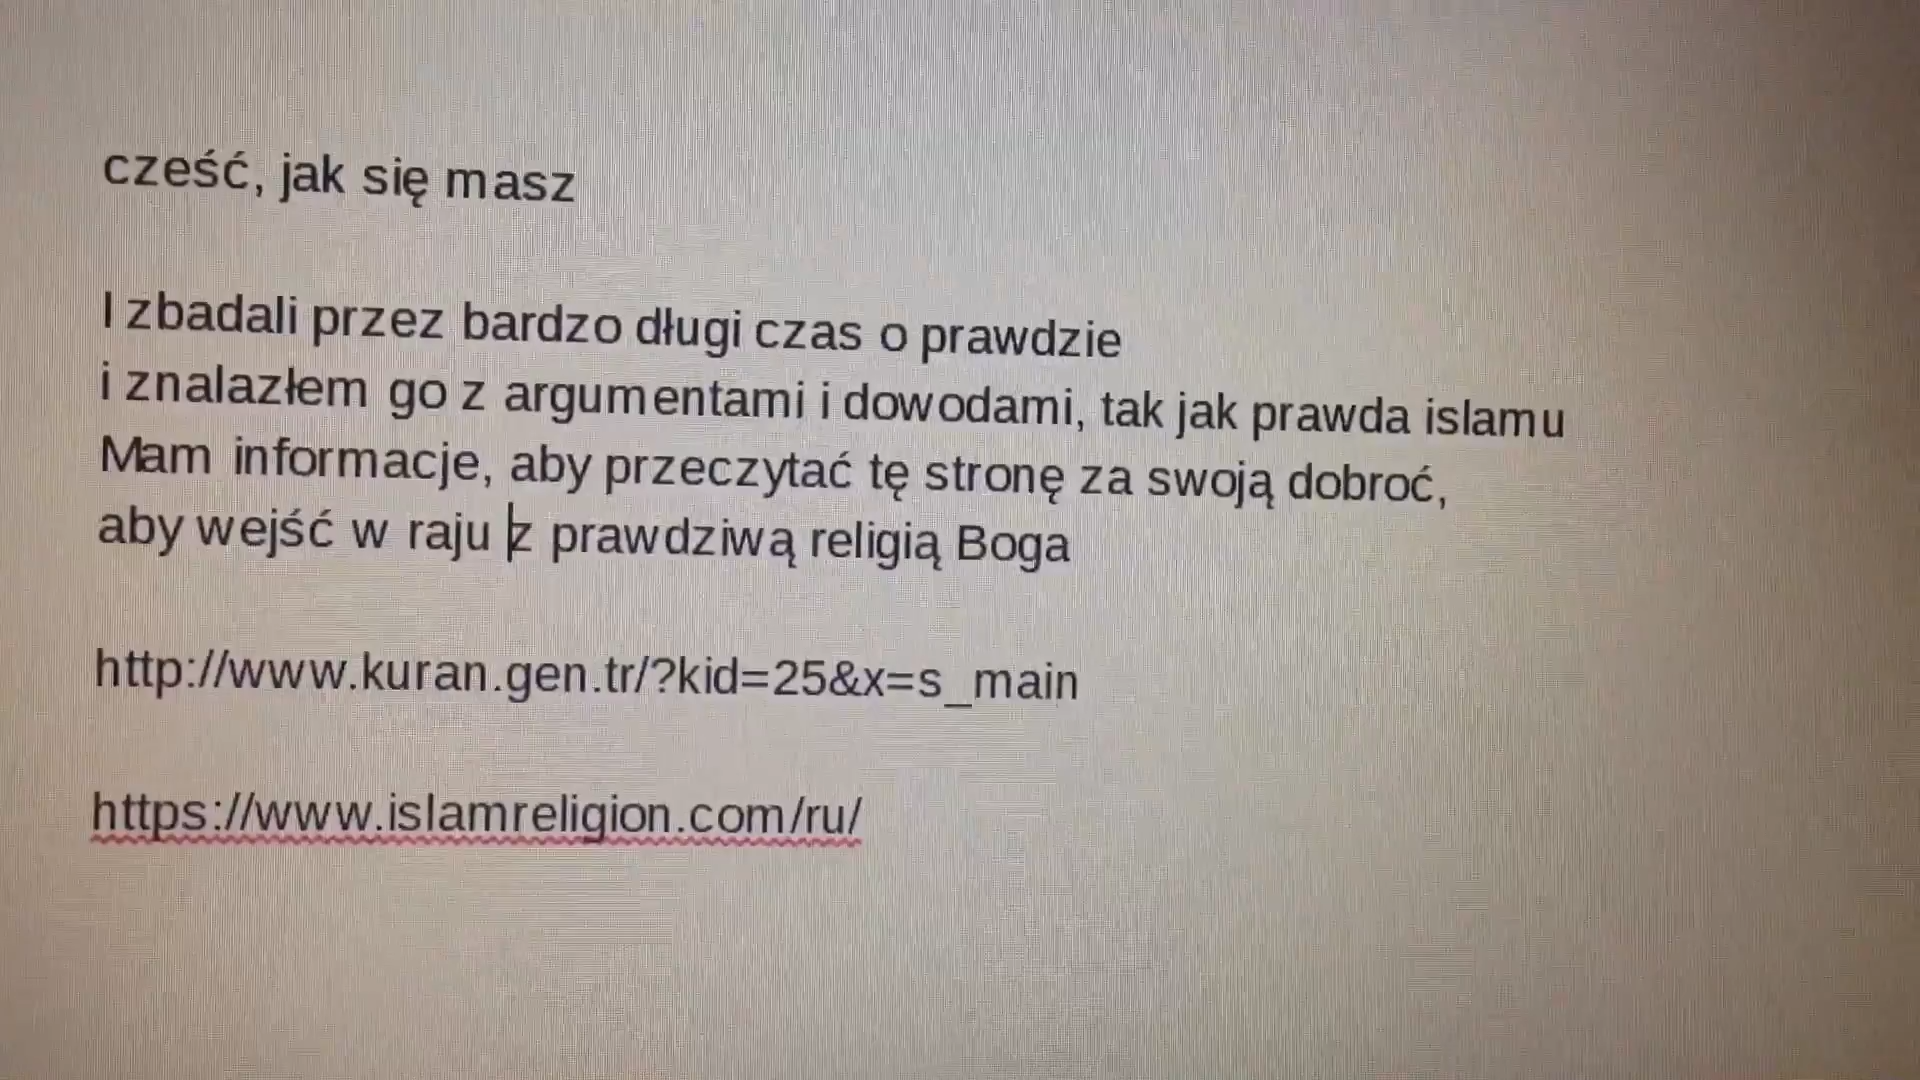 cześć, jak się masz
I zbadali przez bardzo długi czas o prawdzie
i znalazłem go z argumentami i dowodami, tak jak prawda islamu
Mam informacje, aby przeczytać tę stronę za swoją dobroć,
aby wejść w raju z prawdziwą religią Boga
http://www.kuran.gen.tr/?kid=25&x=s_main
https://www.islamreligion.com/ru/